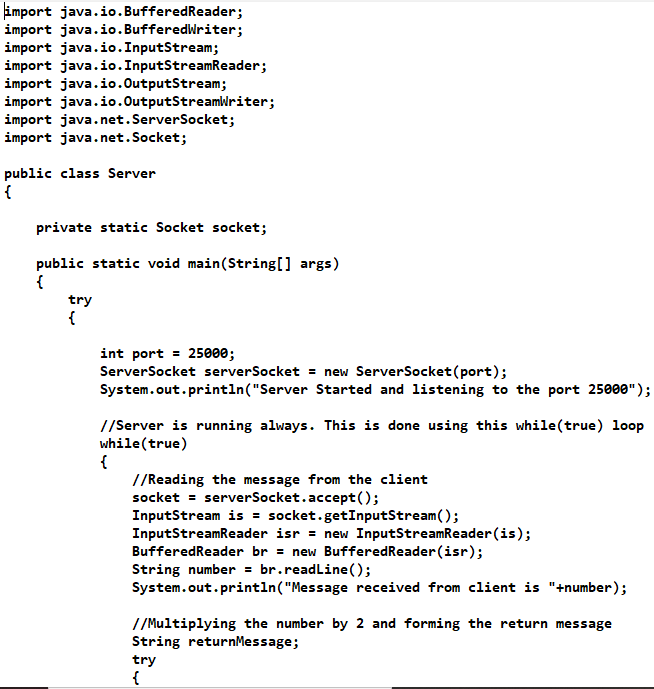 import java.io.BufferedReader;
import java.io.BufferedWriter;
import java.io.InputStream;
import java.io.InputStreamReader;
import java.io.OutputStream;
import java.io.OutputStreamWriter;
import java.net.ServerSocket;
import java.net.Socket;

public class Server
{

    private static Socket socket;

    public static void main(String[] args)
    {
        try
        {

            int port = 25000;
            ServerSocket serverSocket = new ServerSocket(port);
            System.out.println("Server Started and listening to the port 25000");

            //Server is running always. This is done using this while(true) loop
            while(true)
            {
                //Reading the message from the client
                socket = serverSocket.accept();
                InputStream is = socket.getInputStream();
                InputStreamReader isr = new InputStreamReader(is);
                BufferedReader br = new BufferedReader(isr);
                String number = br.readLine();
                System.out.println("Message received from client is "+number);

                //Multiplying the number by 2 and forming the return message
                String returnMessage;
                try
                {